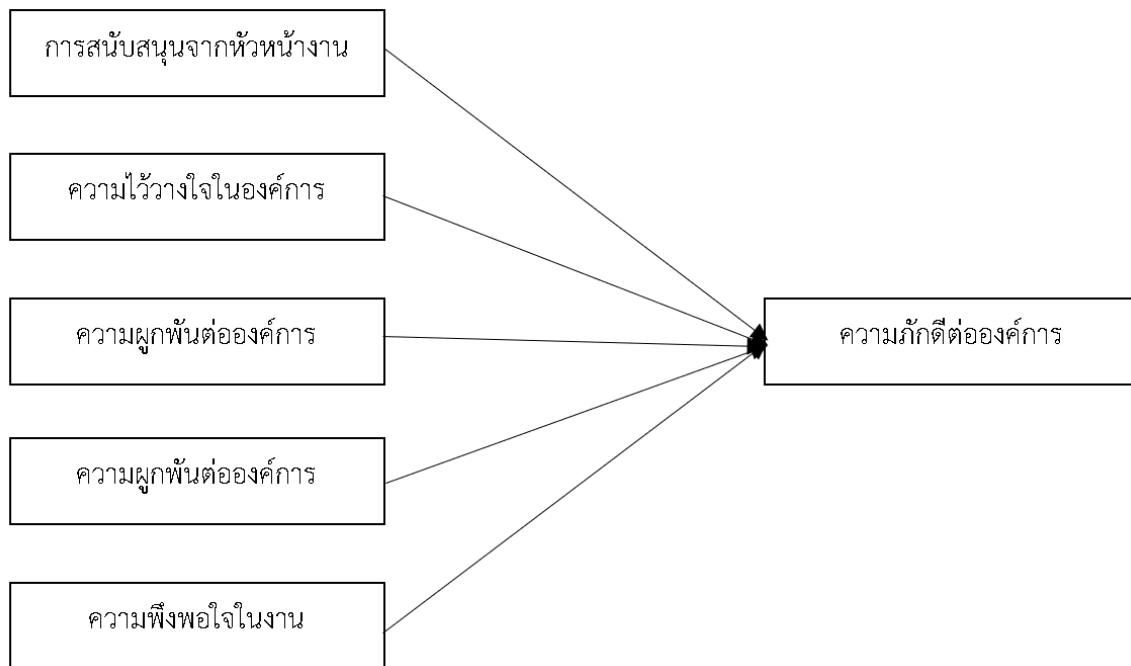 การสนับสนุนจากหัวหน้างาน
ความไว้วางใจในองค์การ
ความผูกพันต่อองค์การ
ความภักดีต่อองค์การ
ความผูกพันต่อองค์การ
ความพึงพอใจในงาน